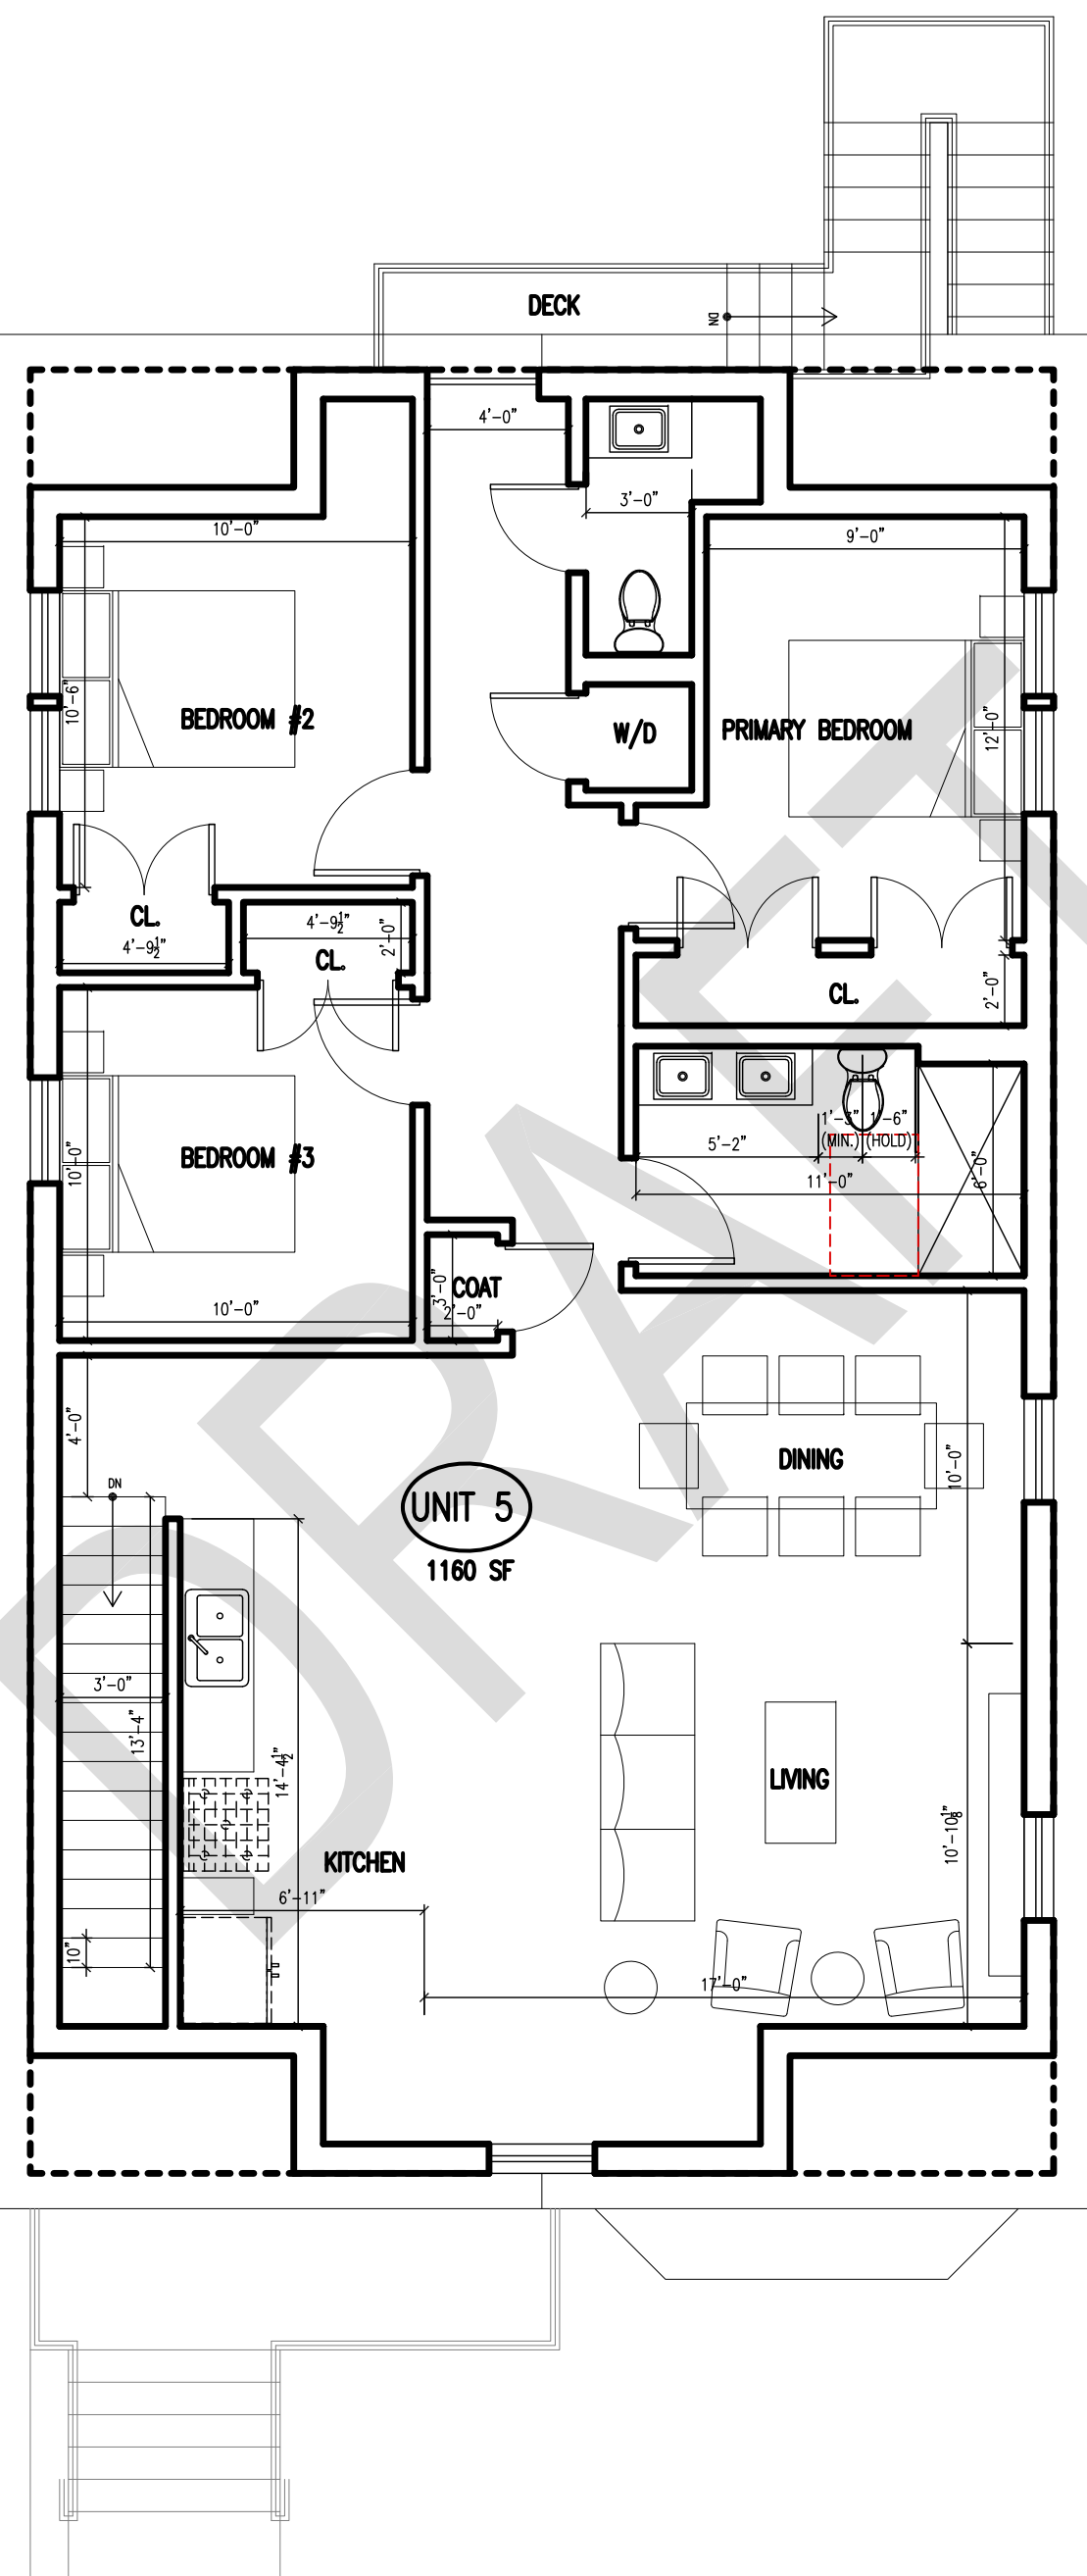 DECK
DN
4'-0"
3'-0"
10'-0"
9'-0"
10'-6"
BEDROOM #2
W/D
PRIMARY BEDROOM
12'-0"
CL.
4'-9½"
4'-9½"
2'-0"
CL.
CL.
2'-0"
BEDROOM #3
10'-0"
5'-2"
1'-3" 1'-6"
(MIN.) (HOLD)
11'-0"
6'-0"
COAT
3'-0"
2'-0"
10'-0"
4'-0"
DINING
10'-0"
DN
UNIT 5
1160 SF
3'-0"
13'-4"
14'-4½"
LIVING
10'-10⅛"
KITCHEN
6'-11"
10"
17'-0"
DRAFT